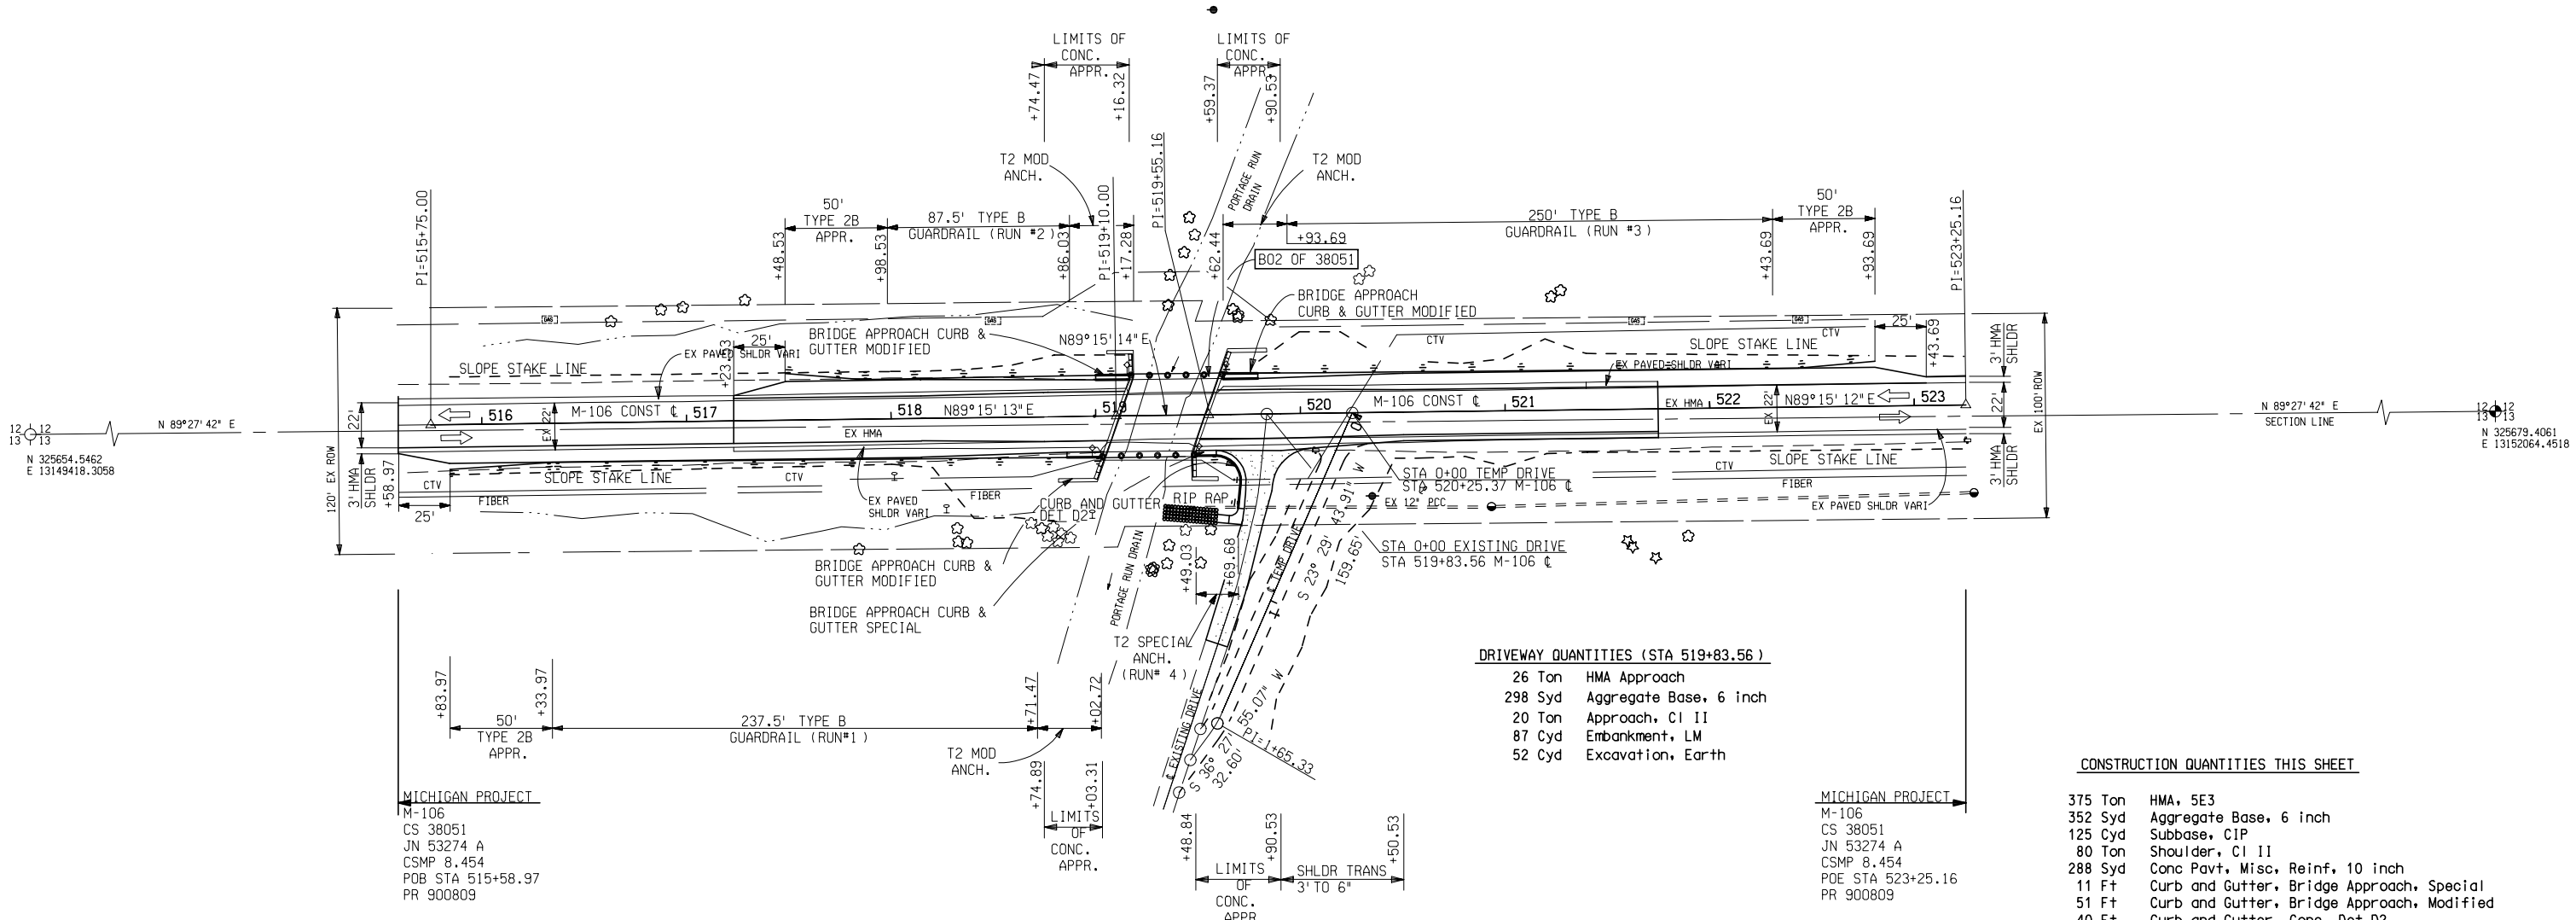 LIMITS OF
CONC.
APPR.
LIMITS OF
CONC.
APPR.
+74.47
+16.32
+59.37
+90.53
T2 MOD
ANCH.
T2 MOD
ANCH.
PORTAGE RUN
DRAIN
PI=515+75.00
50'
TYPE 2B
APPR.
87.5' TYPE B
GUARDRAIL (RUN #2)
+48.53
+98.53
+86.03
PI=519+10.00
+17.28
PI=519+55.16
+62.44
+93.69
B02 OF 38051
250' TYPE B
GUARDRAIL (RUN #3)
50'
TYPE 2B
APPR.
+43.69
+93.69
PI=523+25.16
BRIDGE APPROACH
CURB & GUTTER MODIFIED
BRIDGE APPROACH CURB &
GUTTER MODIFIED
N89°15'14"E
GAS
GAS
GAS
GAS
25'
+23.53
EX PAVED SHLDR VARI
SLOPE STAKE LINE
CTV
CTV
SLOPE STAKE LINE
25'
+43.69
3' HMA
SHLDR
EX PAVED SHLDR VARI
120' EX ROW
22'
516
M-106 CONST ℄
517
EX 22'
518
N89°15'13"E
519
520
M-106 CONST ℄
521
EX HMA
522
EX 22'
N89°15'12"E
523
22'
EX 100' ROW
12 12
13 13
N 89°27'42" E
N 325654.5462
E 13149418.3058
N 89°27'42" E
SECTION LINE
12 12
13 13
N 325679.4061
E 13152064.4518
EX HMA
3' HMA
SHLDR
+58.97
25'
CTV
FIBER
SLOPE STAKE LINE
CTV
EX PAVED
SHLDR VARI
FIBER
CURB AND GUTTER
DET D2
RIP RAP
STA 0+00 TEMP DRIVE
STA 520+25.37 M-106 ℄
EX 12" PCC
CTV
SLOPE STAKE LINE
FIBER
EX PAVED SHLDR VARI
3' HMA
SHLDR
STA 0+00 EXISTING DRIVE
STA 519+83.56 M-106 ℄
BRIDGE APPROACH CURB &
GUTTER MODIFIED
BRIDGE APPROACH CURB &
GUTTER SPECIAL
PORTAGE RUN DRAIN
+49.03
+69.68
℄ TEMP DRIVE
S 23° 29' 43.91" W
159.65'
T2 SPECIAL
ANCH.
(RUN# 4)
℄ EXISTING DRIVE
S 36° 27' 55.07" W
32.60'
PI=1+65.33
+83.97
+33.97
+71.47
+02.72
50'
TYPE 2B
APPR.
237.5' TYPE B
GUARDRAIL (RUN#1)
T2 MOD
ANCH.
+74.89
+03.31
LIMITS
OF
CONC.
APPR.
+48.84
+90.53
+50.53
LIMITS
OF
CONC.
APPR
SHLDR TRANS
3' TO 6"
DRIVEWAY QUANTITIES (STA 519+83.56)
26 Ton HMA Approach
298 Syd Aggregate Base, 6 inch
20 Ton Approach, Cl II
87 Cyd Embankment, LM
52 Cyd Excavation, Earth
MICHIGAN PROJECT
M-106
CS 38051
JN 53274 A
CSMP 8.454
POB STA 515+58.97
PR 900809
MICHIGAN PROJECT
M-106
CS 38051
JN 53274 A
CSMP 8.454
POE STA 523+25.16
PR 900809
CONSTRUCTION QUANTITIES THIS SHEET
375 Ton HMA, 5E3
352 Syd Aggregate Base, 6 inch
125 Cyd Subbase, CIP
80 Ton Shoulder, Cl II
288 Syd Conc Pavt, Misc, Reinf, 10 inch
11 Ft Curb and Gutter, Bridge Approach, Special
51 Ft Curb and Gutter, Bridge Approach, Modified
40 Ft Curb and Gutter, Conc, Det D2